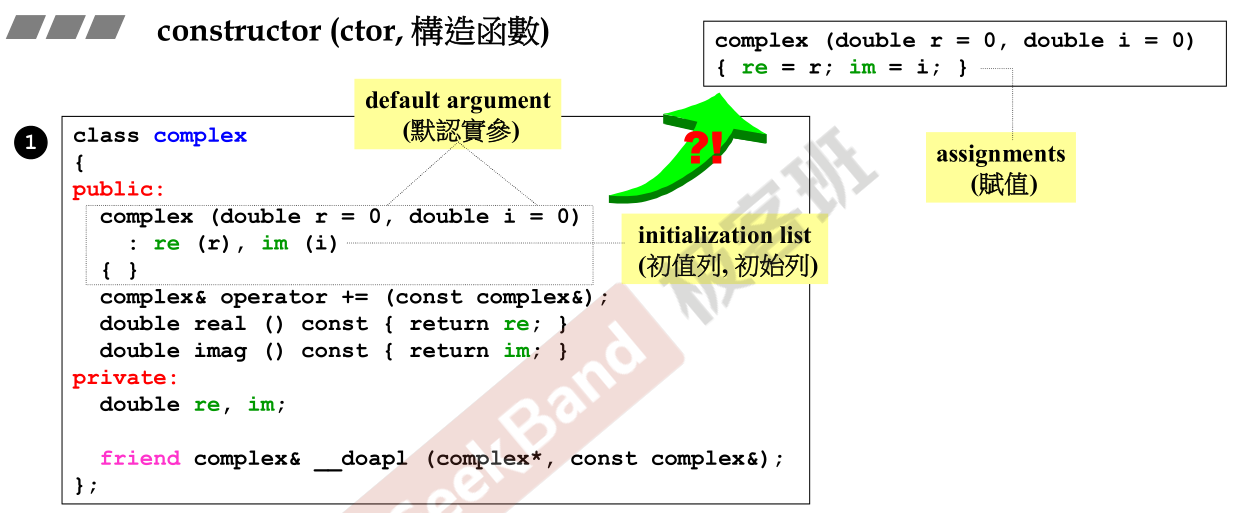 constructor (ctor, 構造函數)
complex (double r = 0, double i = 0)
{ re = r; im = i; }
assignments
(賦值)
default argument
(默認實參)
?!
1
class complex
{
public:
complex (double r = 0, double i = 0)
: re (r), im (i)
{ }
initialization list
(初值列, 初始列)
complex& operator += (const complex&);
double real () const { return re; }
double imag () const { return im; }
private:
double re, im;
friend complex& __doapl (complex*, const complex&);
};
GeekBand
极客班